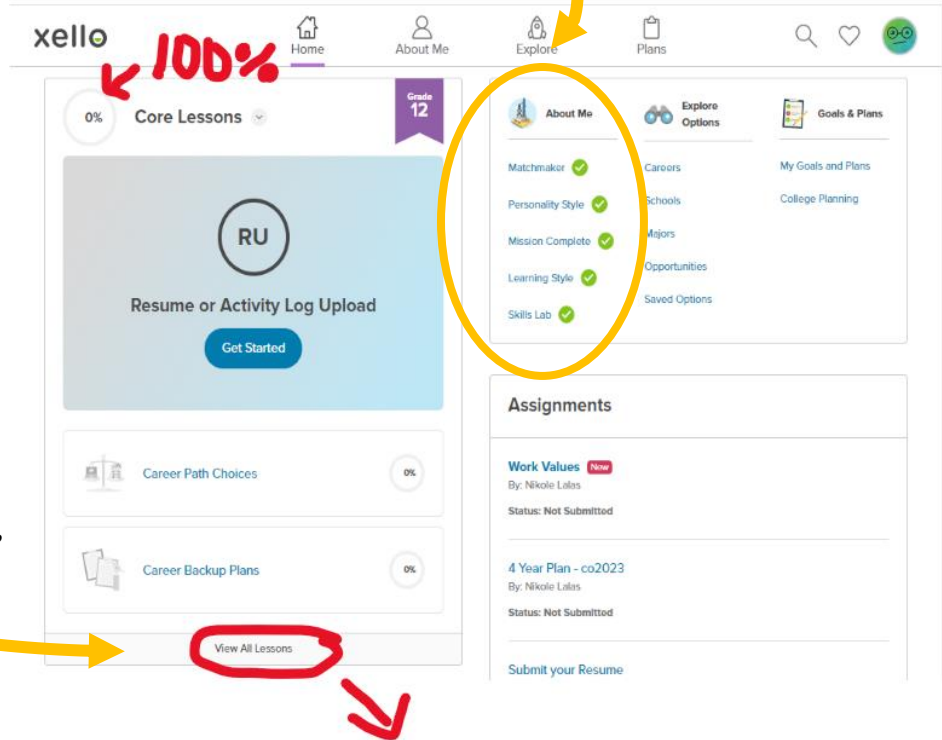 xello
100%
Home
About Me
Explore
Plans
0%
Core Lessons
Grade
12
RU
Resume or Activity Log Upload
Get Started
Career Path Choices
0%
Career Backup Plans
0%
View All Lessons
About Me
Matchmaker
Personality Style
Mission Complete
Learning Style
Skills Lab
Explore
Options
Careers
Schools
Majors
Opportunities
Saved Options
Goals & Plans
My Goals and Plans
College Planning
Assignments
Work Values New
By: Nikole Lalas
Status: Not Submitted
4 Year Plan - co2023
By: Nikole Lalas
Status: Not Submitted
Submit your Resume
,